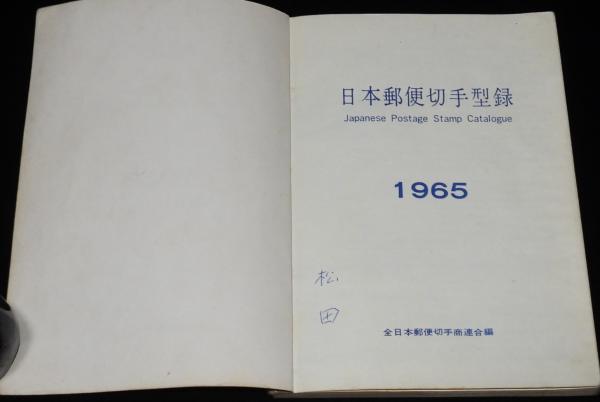 日本郵便切手型録
Japanese Postage Stamp Catalogue
1965
松
田
全日本郵便切手商連合編